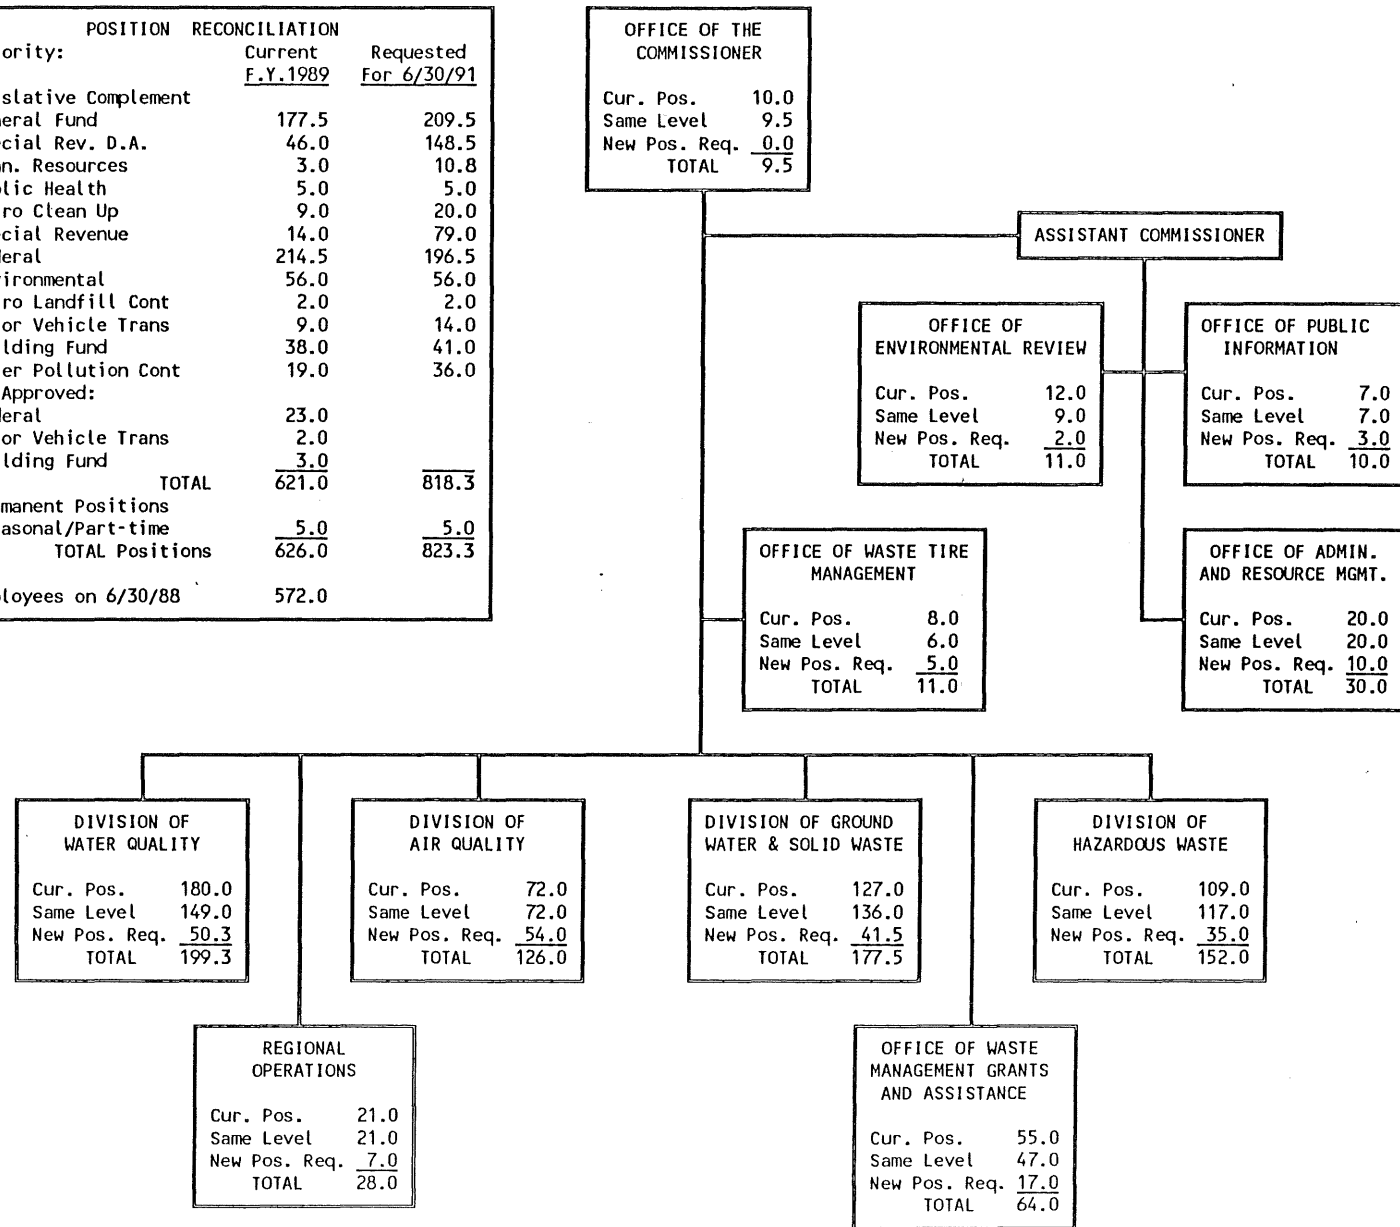 POSITION RECONCILIATION
ority: Current Requested
F.Y.1989 For 6/30/91
slative Complement
eral Fund 177.5 209.5
cial Rev. D.A. 46.0 148.5
n. Resources 3.0 10.8
lic Health 5.0 5.0
ro Clean Up 9.0 20.0
cial Revenue 14.0 79.0
eral 214.5 196.5
ironmental 56.0 56.0
ro Landfill Cont 2.0 2.0
or Vehicle Trans 9.0 14.0
lding Fund 38.0 41.0
er Pollution Cont 19.0 36.0
Approved:
eral 23.0
or Vehicle Trans 2.0
lding Fund 3.0
TOTAL 621.0 818.3
manent Positions
asonal/Part-time 5.0 5.0
TOTAL Positions 626.0 823.3
loyees on 6/30/88 572.0
OFFICE OF THE
COMMISSIONER
Cur. Pos. 10.0
Same Level 9.5
New Pos. Req. 0.0
TOTAL 9.5
ASSISTANT COMMISSIONER
OFFICE OF
ENVIRONMENTAL REVIEW
Cur. Pos. 12.0
Same Level 9.0
New Pos. Req. 2.0
TOTAL 11.0
OFFICE OF PUBLIC
INFORMATION
Cur. Pos. 7.0
Same Level 7.0
New Pos. Req. 3.0
TOTAL 10.0
OFFICE OF WASTE TIRE
MANAGEMENT
Cur. Pos. 8.0
Same Level 6.0
New Pos. Req. 5.0
TOTAL 11.0
OFFICE OF ADMIN.
AND RESOURCE MGMT.
Cur. Pos. 20.0
Same Level 20.0
New Pos. Req. 10.0
TOTAL 30.0
DIVISION OF
WATER QUALITY
Cur. Pos. 180.0
Same Level 149.0
New Pos. Req. 50.3
TOTAL 199.3
DIVISION OF
AIR QUALITY
Cur. Pos. 72.0
Same Level 72.0
New Pos. Req. 54.0
TOTAL 126.0
DIVISION OF GROUND
WATER & SOLID WASTE
Cur. Pos. 127.0
Same Level 136.0
New Pos. Req. 41.5
TOTAL 177.5
DIVISION OF
HAZARDOUS WASTE
Cur. Pos. 109.0
Same Level 117.0
New Pos. Req. 35.0
TOTAL 152.0
REGIONAL
OPERATIONS
Cur. Pos. 21.0
Same Level 21.0
New Pos. Req. 7.0
TOTAL 28.0
OFFICE OF WASTE
MANAGEMENT GRANTS
AND ASSISTANCE
Cur. Pos. 55.0
Same Level 47.0
New Pos. Req. 17.0
TOTAL 64.0